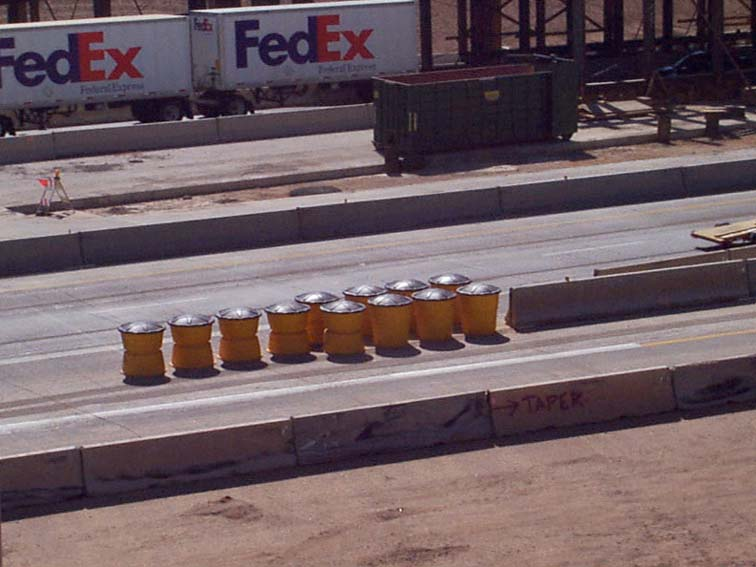 FedEx
Federal Express
FedEx
FedEx
Federal Express
→ TAPER